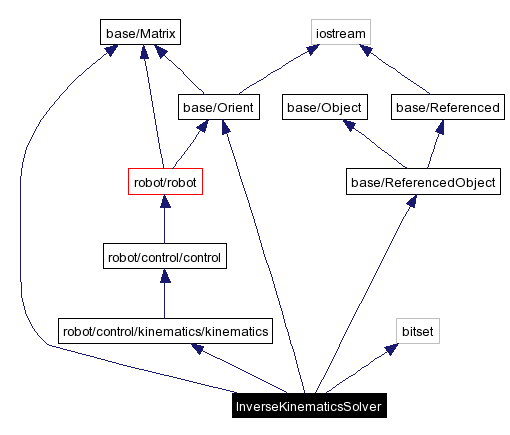 base/Matrix
iostream
base/Orient
base/Object
base/Referenced
robot/robot
base/ReferencedObject
robot/control/control
robot/control/kinematics/kinematics
bitset
InverseKinematicsSolver